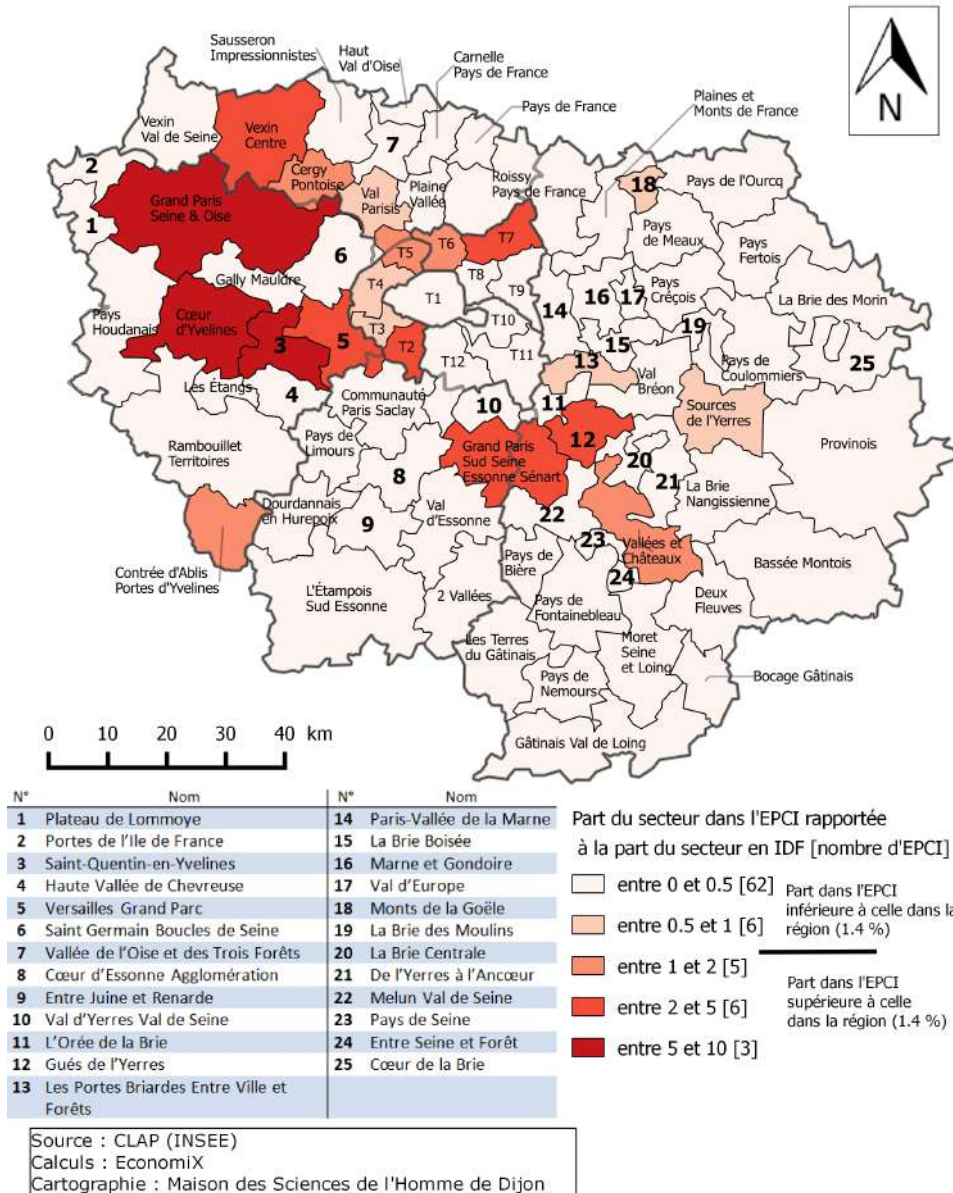 Sausseron
Impressionnistes
Haut
Val d'Oise
Carnelle
Pays de France
Pays de France
Plaines et
Monts de France
N
Vexin
Val de Seine
Vexin
Centre
7
2
Cergy
Pontoise
Val
Parisis
Plaine
Vallée
Roissy
Pays de France
18
Pays de l'Ourcq
Grand Paris
Seine & Oise
1
6
T5
T6
T7
Pays
de Meaux
Pays
Fertois
Gally Mauldre
T4
T8
T1
T9
14
16
17
Pays
Créçois
La Brie des Morin
Pays
Houdanais
Cœur
d'Yvelines
3
5
T3
T2
T10
T12
T11
15
19
13
25
Val
Bréon
Pays de
Coulommiers
Les Étangs
4
Communauté
Paris Saclay
10
11
Sources
de l'Yerres
Rambouillet
Territoires
Pays de
Limours
8
Grand Paris
Sud Seine
Essonne Sénart
12
20
21
Provinois
La Brie
Nangissienne
Dourdannais
en Hurepoix
9
Val
d'Essonne
22
23
Vallées et
Châteaux
24
Bassée Montois
Contrée d'Ablis
Portes d'Yvelines
L'Étampois
Sud Essonne
2 Vallées
Pays de
Bière
Pays de
Fontainebleau
Deux
Fleuves
Les Terres
du Gâtinais
Moret
Seine
et Loing
Pays de
Nemours
Bocage Gâtinais
Gâtinais Val de Loing
0 10 20 30 40 km
N° Nom N° Nom
1 Plateau de Lommoye 14 Paris-Vallée de la Marne
2 Portes de l'Ile de France 15 La Brie Boisée
3 Saint-Quentin-en-Yvelines 16 Marne et Gondoire
4 Haute Vallée de Chevreuse 17 Val d'Europe
5 Versailles Grand Parc 18 Monts de la Goële
6 Saint Germain Boucles de Seine 19 La Brie des Moulins
7 Vallée de l'Oise et des Trois Forêts 20 La Brie Centrale
8 Cœur d'Essonne Agglomération 21 De l'Yerres à l'Ancœur
9 Entre Juine et Renarde 22 Melun Val de Seine
10 Val d'Yerres Val de Seine 23 Pays de Seine
11 L'Orée de la Brie 24 Entre Seine et Forêt
12 Gués de l'Yerres 25 Cœur de la Brie
13 Les Portes Briardes Entre Ville et
Forêts
Part du secteur dans l'EPCI rapportée
à la part du secteur en IDF [nombre d'EPCI]
entre 0 et 0.5 [62]
entre 0.5 et 1 [6]
entre 1 et 2 [5]
entre 2 et 5 [6]
entre 5 et 10 [3]
Part dans l'EPCI
inférieure à celle dans la
région (1.4 %)
Part dans l'EPCI
supérieure à celle
dans la région (1.4 %)
Source : CLAP (INSEE)
Calculs : EconomiX
Cartographie : Maison des Sciences de l'Homme de Dijon